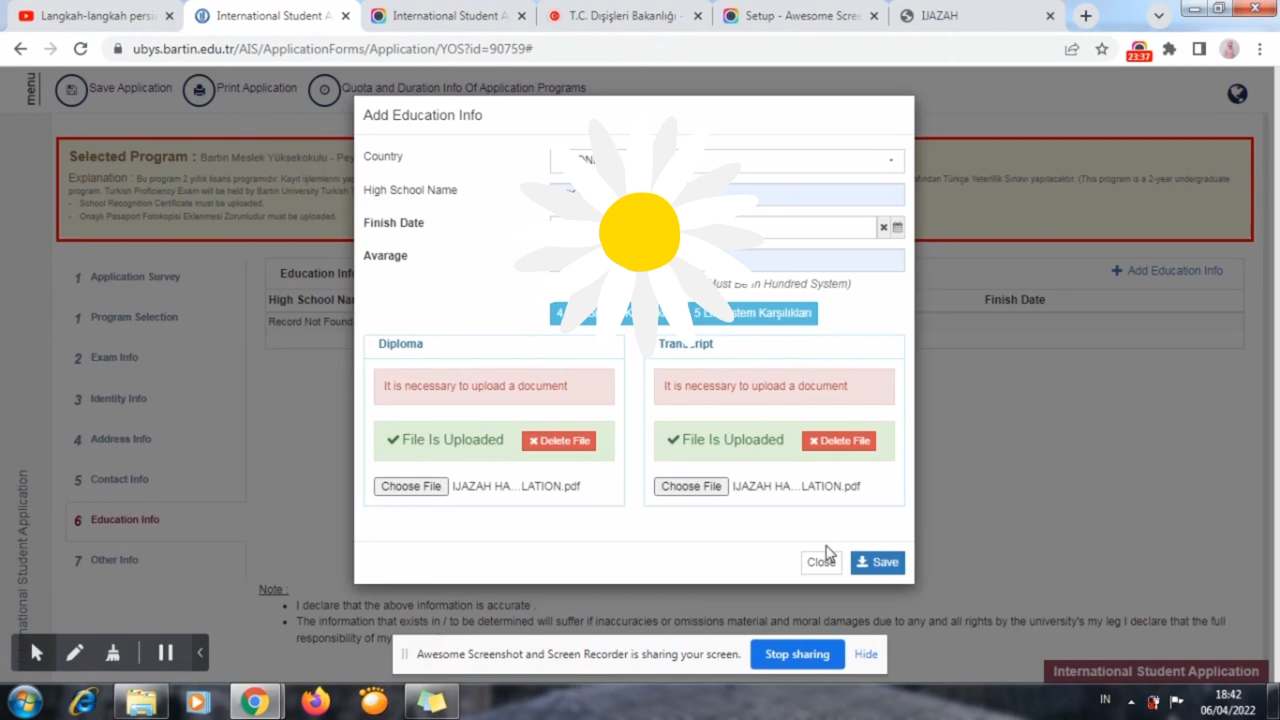 Langkah-langkah persi
International Student A
International Student A
T.C. Dışişleri Bakanlığı -
Setup - Awesome Scree
IJAZAH
ubys.bartin.edu.tr/AIS/ApplicationForms/Application/YOS?id=90759#
23:37
menu
Save Application
Print Application
Quota and Duration Info Of Application Programs
Selected Program : Bartın Meslek Yüksekokulu - Pey
Explanation : Bu program 2 yıllık lisans programıdır. Kayıt işlemlerini yap
ından Türkçe Yeterlilik Sınavı yapılacaktır. (This program is a 2-year undergraduate
program. Turkish Proficiency Exam will be held by Bartın University Turkish
- School Recognition Certificate must be uploaded.
- Onaylı Pasaport Fotokopisi Eklenmesi Zorunludur must be uploaded.
Add Education Info
Country
High School Name
Finish Date
Avarage
Must Be In Hundred System)
5 stem Karşılıkları
Diploma
Transcript
It is necessary to upload a document
It is necessary to upload a document
File Is Uploaded
Delete File
File Is Uploaded
Delete File
Choose File IJAZAH HA...LATION.pdf
Choose File IJAZAH HA...LATION.pdf
Close
Save
1 Application Survey
1 Program Selection
2 Exam Info
3 Identity Info
4 Address Info
5 Contact Info
6 Education Info
7 Other Info
Education Info
+ Add Education Info
High School Na
Finish Date
Record Not Found
Note :
I declare that the above information is accurate .
The information that exists in / to be determined will suffer if inaccuracies or omissions material and moral damages due to any and all rights by the university's my leg I declare that the full
responsibility of my
national Student Application
Awesome Screenshot and Screen Recorder is sharing your screen.
Stop sharing
Hide
International Student Application
IN
18:42
06/04/2022